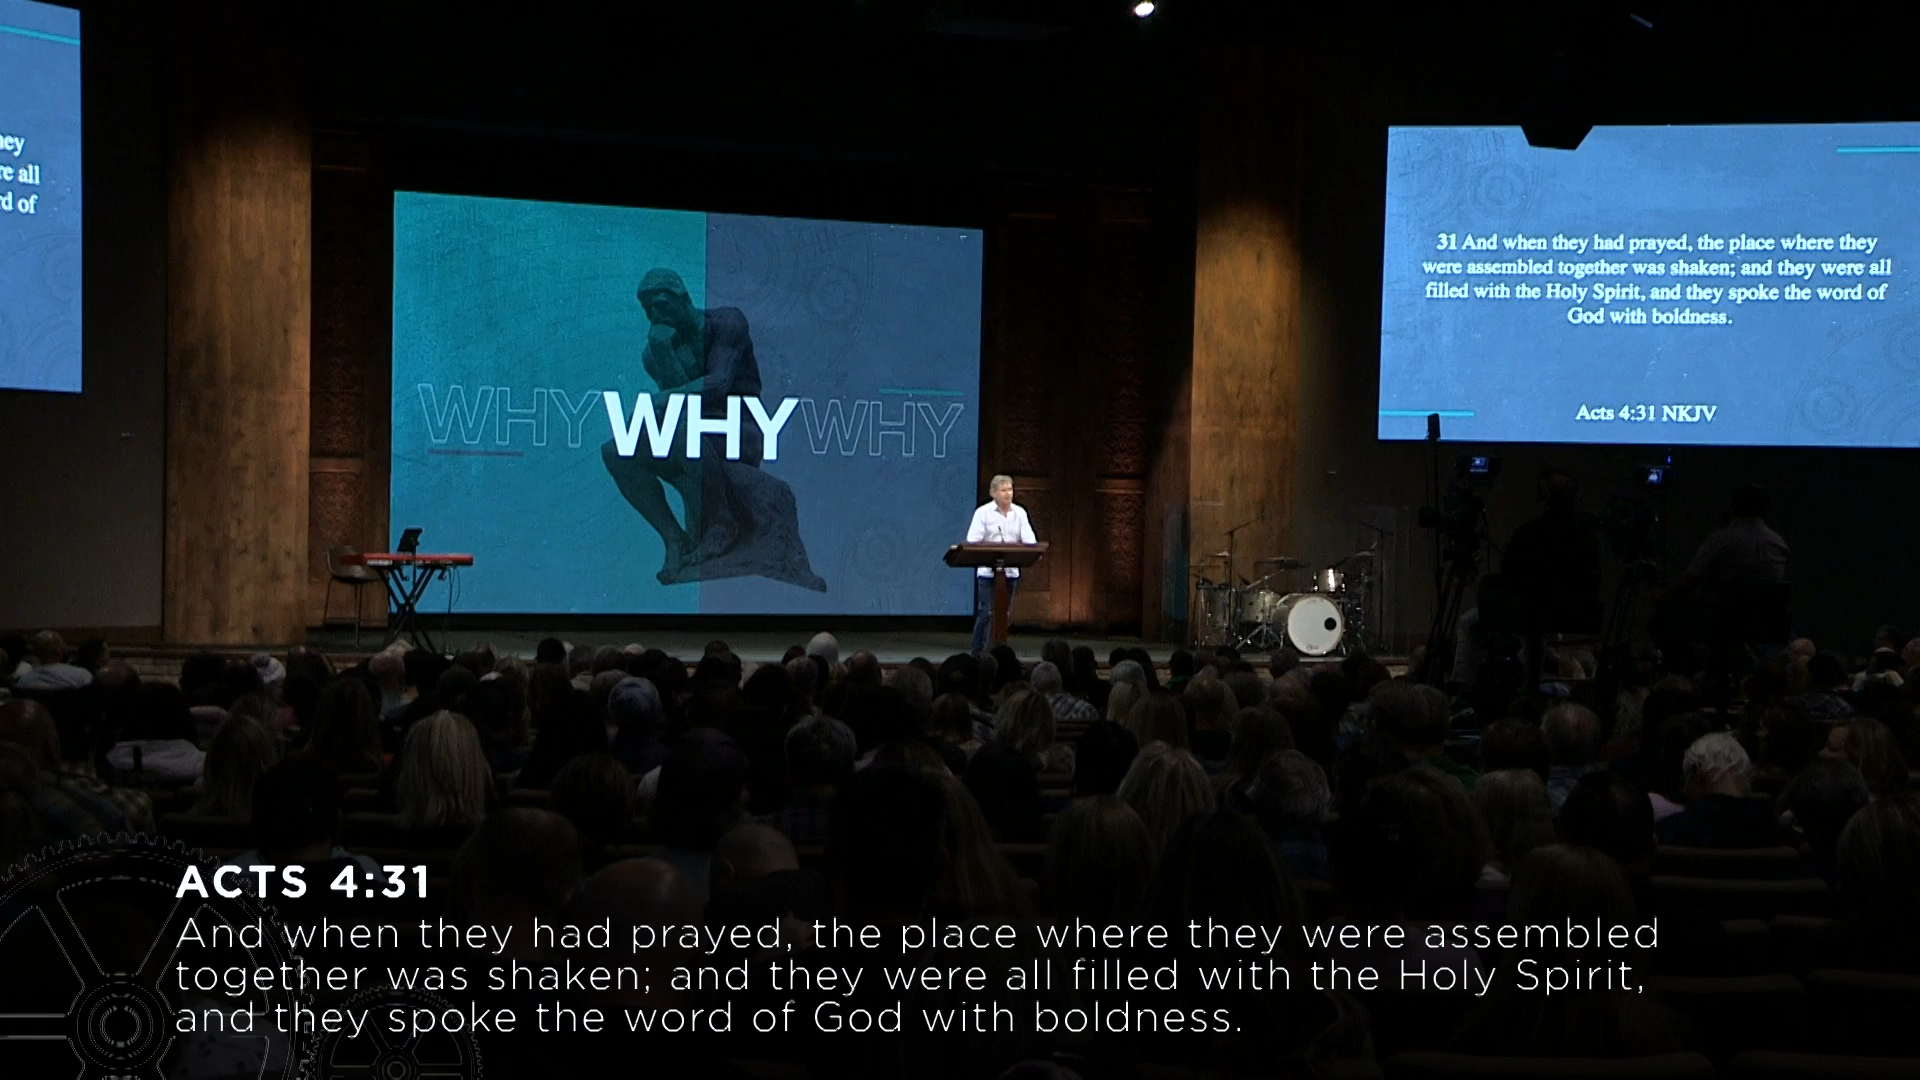 ney
re all
rd of
WHY WHY WHY
31 And when they had prayed, the place where they
were assembled together was shaken; and they were all
filled with the Holy Spirit, and they spoke the word of
God with boldness.
Acts 4:31 NKJV
ACTS 4:31
And when they had prayed, the place where they were assembled
together was shaken; and they were all filled with the Holy Spirit,
and they spoke the word of God with boldness.